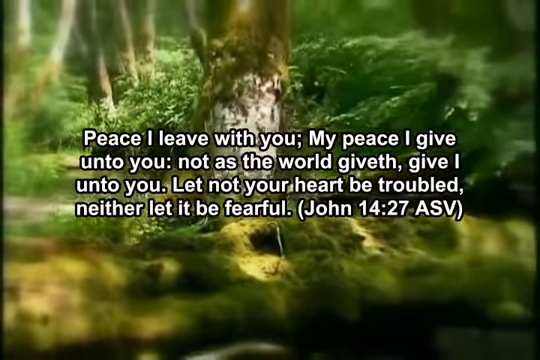 Peace I leave with you; My peace I give
unto you: not as the world giveth, give I
unto you. Let not your heart be troubled,
neither let it be fearful. (John 14:27 ASV)